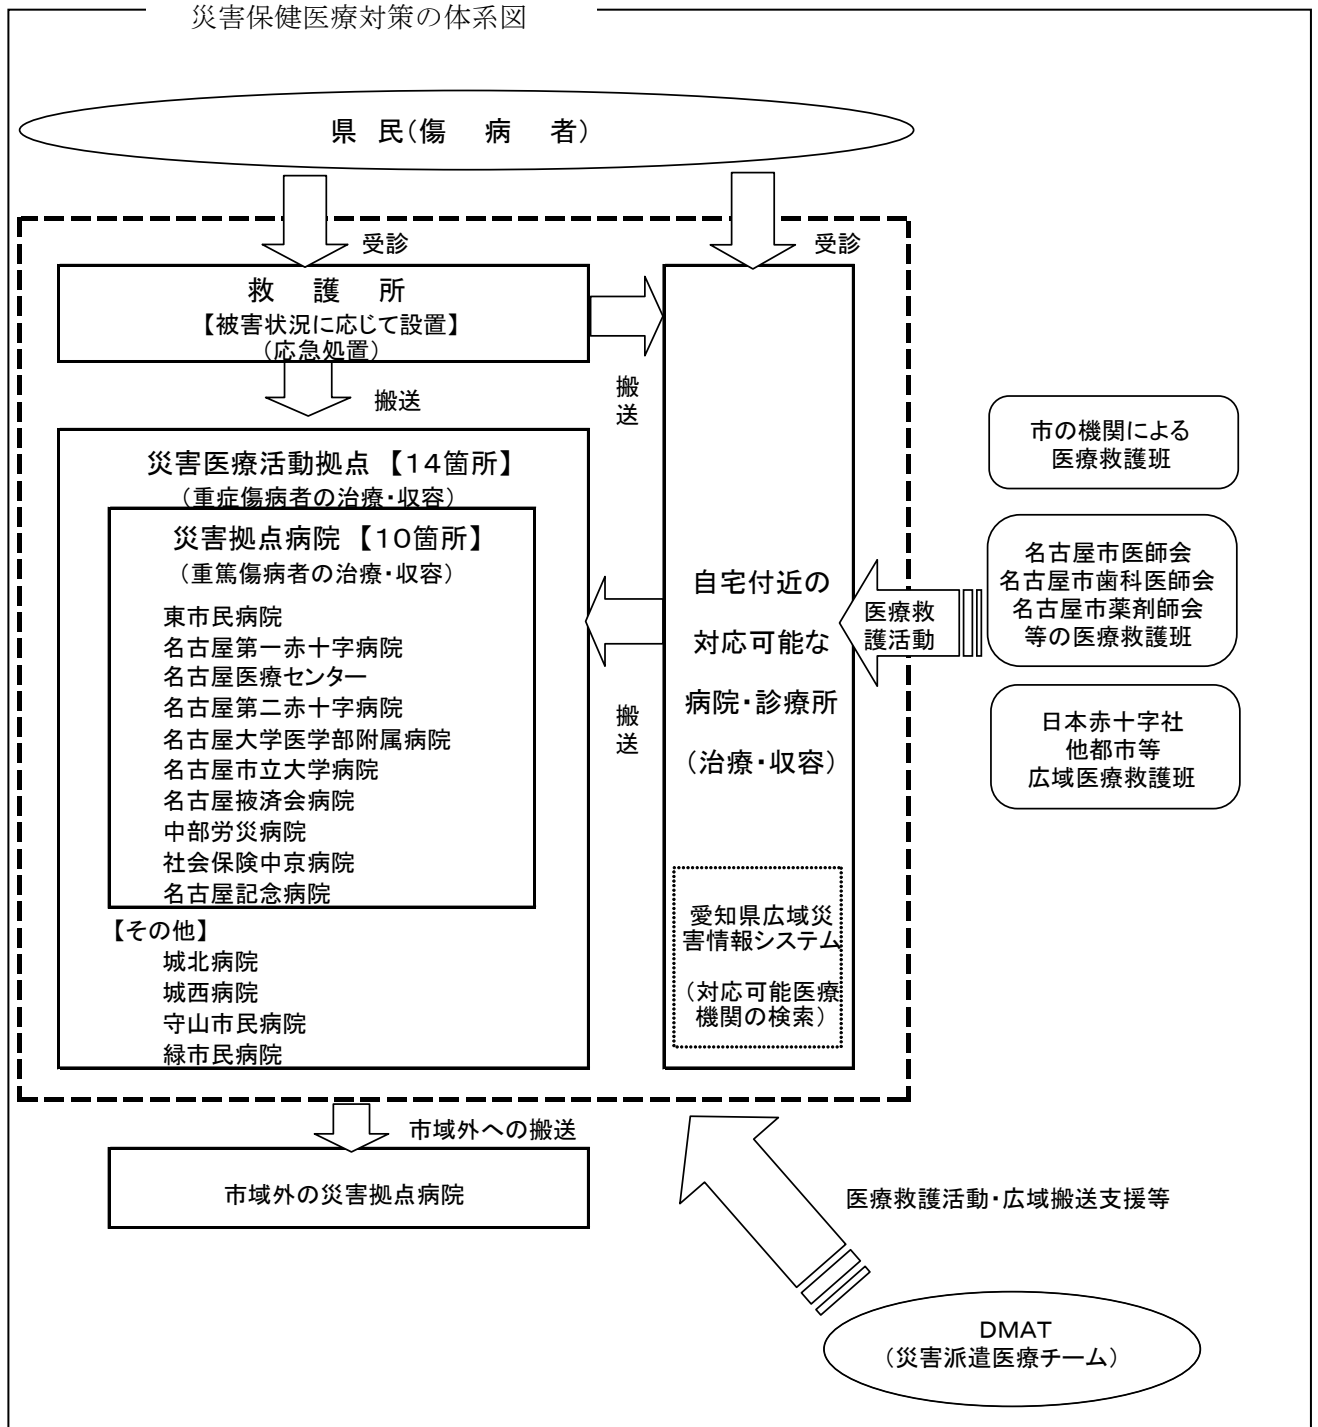 災害保健医療対策の体系図
県 民(傷 病 者)
受診
受診
救 護 所
【被害状況に応じて設置】
(応急処置)
搬送
搬
送
災害医療活動拠点 【14箇所】
(重症傷病者の治療・収容)
災害拠点病院 【10箇所】
(重篤傷病者の治療・収容)
東市民病院
名古屋第一赤十字病院
名古屋医療センター
名古屋第二赤十字病院
名古屋大学医学部附属病院
名古屋市立大学病院
名古屋掖済会病院
中部労災病院
社会保険中京病院
名古屋記念病院
【その他】
城北病院
城西病院
守山市民病院
緑市民病院
搬
送
自宅付近の
対応可能な
病院・診療所
(治療・収容)
愛知県広域災
害情報システム
(対応可能医療
機関の検索)
医療救
護活動
市の機関による
医療救護班
名古屋市医師会
名古屋市歯科医師会
名古屋市薬剤師会
等の医療救護班
日本赤十字社
他都市等
広域医療救護班
市域外への搬送
市域外の災害拠点病院
医療救護活動・広域搬送支援等
DMAT
(災害派遣医療チーム)